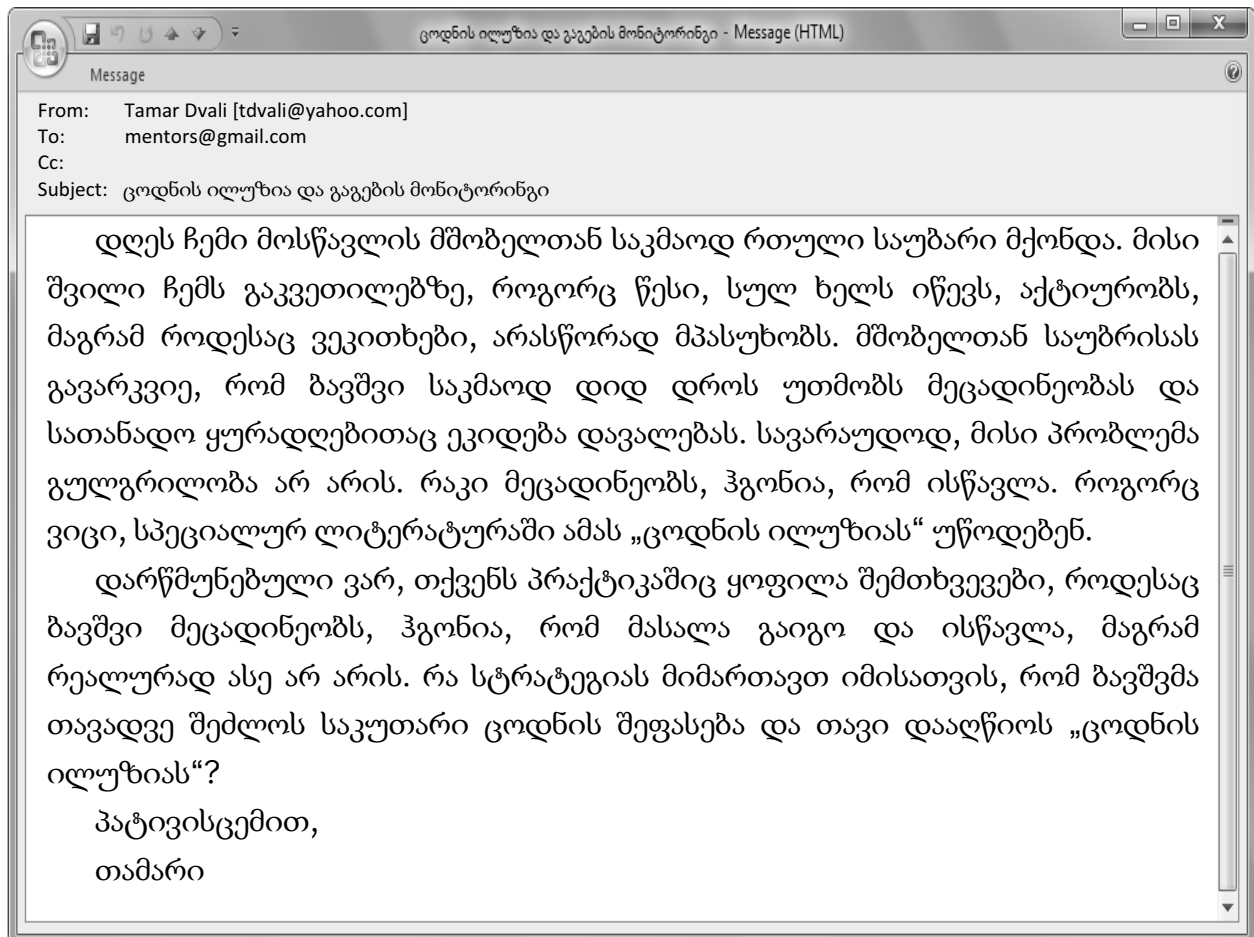 ცოდნის ილუზია და გაგების მონიტორინგი - Message (HTML)
Message
From: Tamar Dvali [tdvali@yahoo.com]
To: mentors@gmail.com
Cc:
Subject: ცოდნის ილუზია და გაგების მონიტორინგი
დღეს ჩემი მოსწავლის მშობელთან საკმაოდ რთული საუბარი მქონდა. მისი
შვილი ჩემს გაკვეთილებზე, როგორც წესი, სულ ხელს იწევს, აქტიურობს,
მაგრამ როდესაც ვეკითხები, არასწორად მპასუხობს. მშობელთან საუბრისას
გავარკვიე, რომ ბავშვი საკმაოდ დიდ დროს უთმობს მეცადინეობას და
სათანადო ყურადღებითაც ეკიდება დავალებას. სავარაუდოდ, მისი პრობლემა
გულგრილობა არ არის. რაკი მეცადინეობს, ჰგონია, რომ ისწავლა. როგორც
ვიცი, სპეციალურ ლიტერატურაში ამას „ცოდნის ილუზიას“ უწოდებენ.
დარწმუნებული ვარ, თქვენს პრაქტიკაშიც ყოფილა შემთხვევები, როდესაც
ბავშვი მეცადინეობს, ჰგონია, რომ მასალა გაიგო და ისწავლა, მაგრამ
რეალურად ასე არ არის. რა სტრატეგიას მიმართავთ იმისათვის, რომ ბავშვმა
თავადვე შეძლოს საკუთარი ცოდნის შეფასება და თავი დააღწიოს „ცოდნის
ილუზიას“?
პატივისცემით,
თამარი